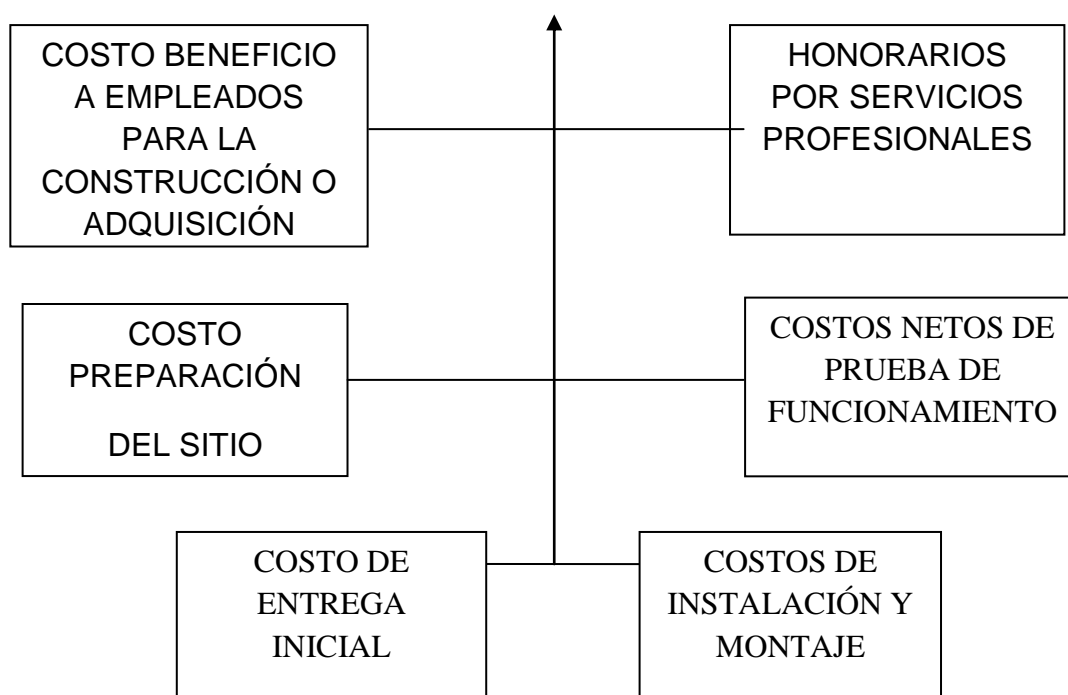 COSTO BENEFICIO
A EMPLEADOS
PARA LA
CONSTRUCCIÓN O
ADQUISICIÓN
HONORARIOS
POR SERVICIOS
PROFESIONALES
COSTO
PREPARACIÓN
DEL SITIO
COSTOS NETOS DE
PRUEBA DE
FUNCIONAMIENTO
COSTO DE
ENTREGA
INICIAL
COSTOS DE
INSTALACIÓN Y
MONTAJE